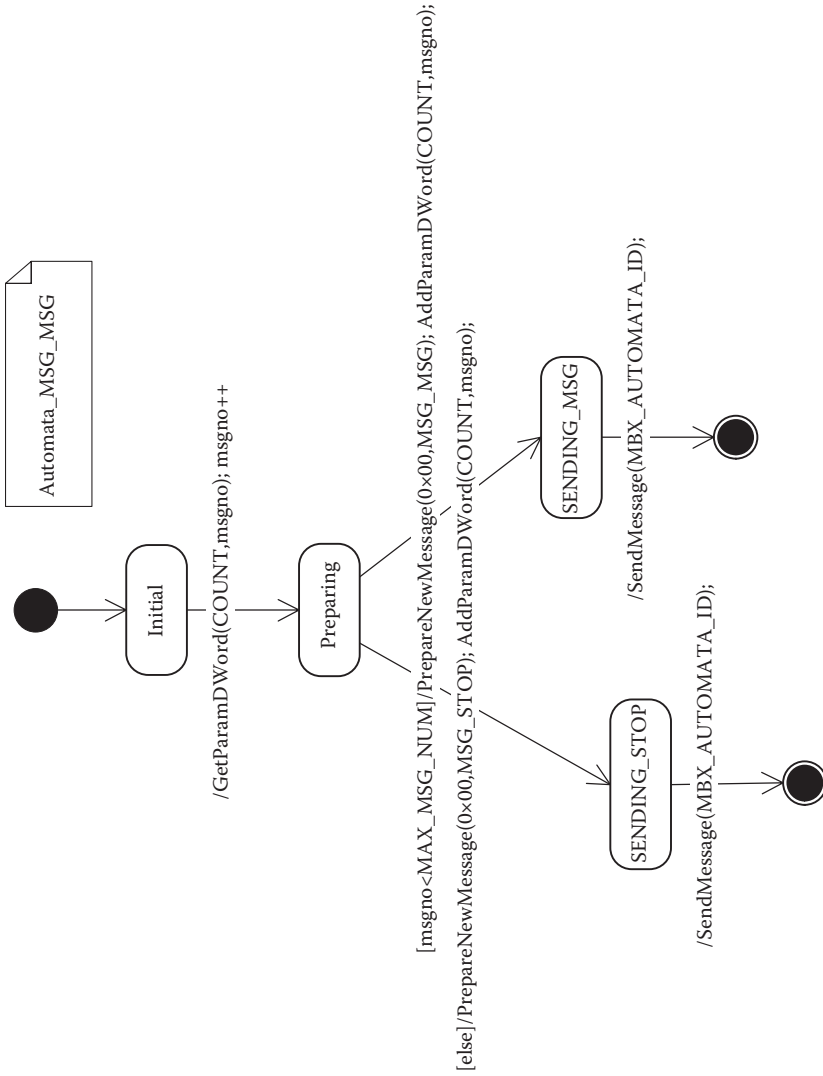 Automata_MSG_MSG
Initial
/GetParamDWord(COUNT,msgno); msgno++
Preparing
[msgno<MAX_MSG_NUM]/PrepareNewMessage(0×00,MSG_MSG); AddParamDWord(COUNT,msgno);
[else]/PrepareNewMessage(0×00,MSG_STOP); AddParamDWord(COUNT,msgno);
SENDING_MSG
/SendMessage(MBX_AUTOMATA_ID);
SENDING_STOP
/SendMessage(MBX_AUTOMATA_ID);